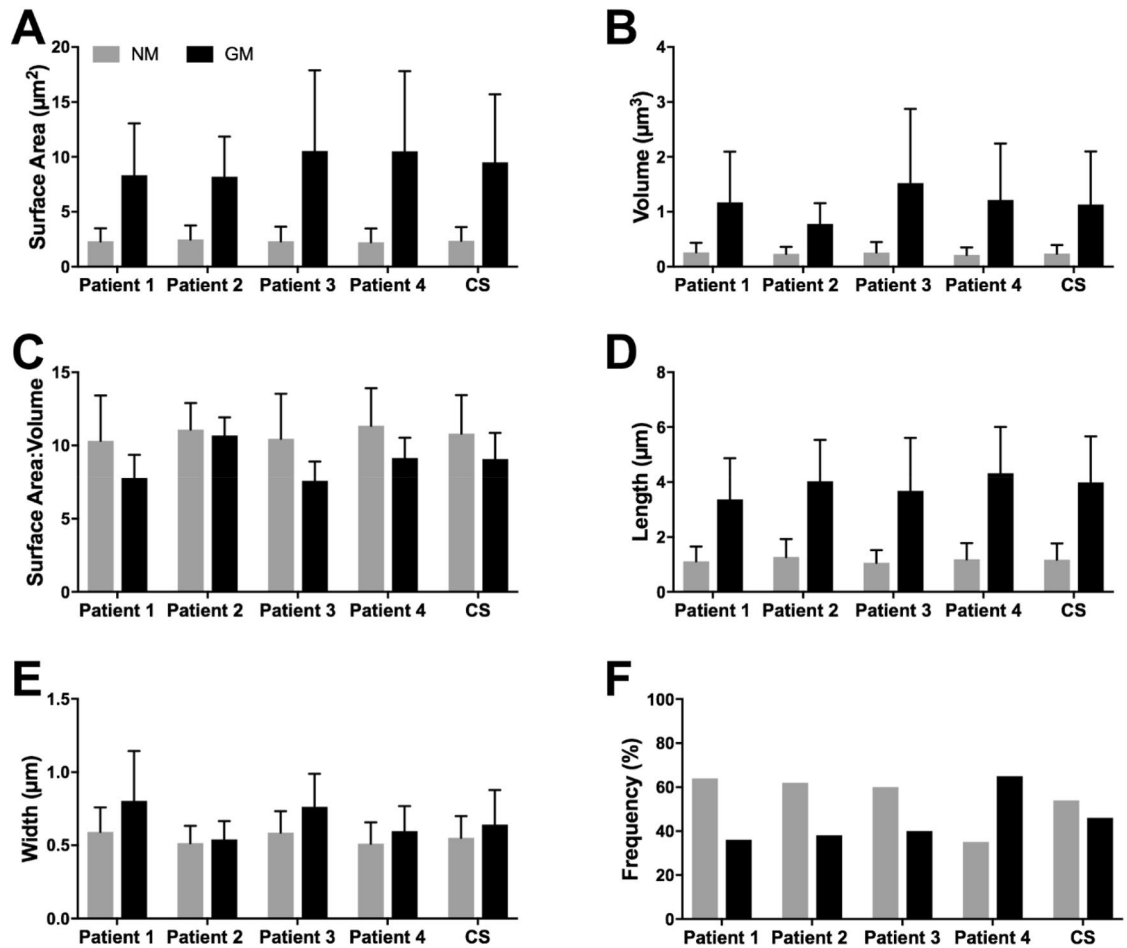 A
B
NM GM
Surface Area (µm²)
20
15
10
5
0
Patient 1 Patient 2 Patient 3 Patient 4 CS
Volume (µm³)
4
3
2
1
0
Patient 1 Patient 2 Patient 3 Patient 4 CS
C
D
Surface Area:Volume
15
10
5
0
Patient 1 Patient 2 Patient 3 Patient 4 CS
Length (µm)
8
6
4
2
0
Patient 1 Patient 2 Patient 3 Patient 4 CS
E
F
Width (µm)
1.5
1.0
0.5
0.0
Patient 1 Patient 2 Patient 3 Patient 4 CS
Frequency (%)
100
80
60
40
20
0
Patient 1 Patient 2 Patient 3 Patient 4 CS